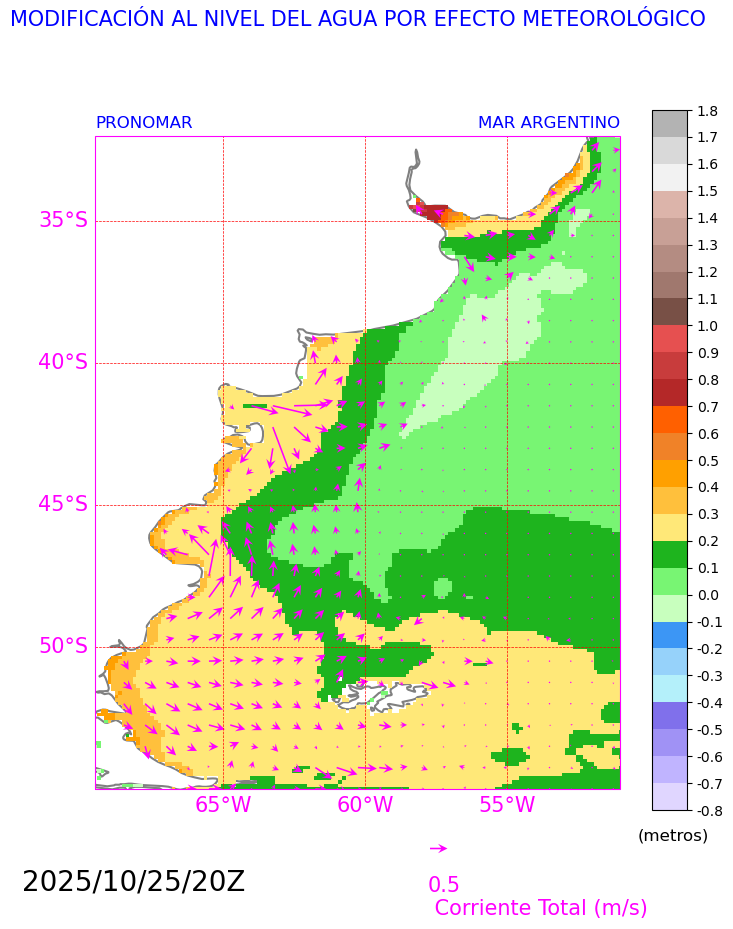 MODIFICACIÓN AL NIVEL DEL AGUA POR EFECTO METEOROLÓGICO
PRONOMAR MAR ARGENTINO
35°S
40°S
45°S
50°S
65°W 60°W 55°W
1.8
1.7
1.6
1.5
1.4
1.3
1.2
1.1
1.0
0.9
0.8
0.7
0.6
0.5
0.4
0.3
0.2
0.1
0.0
-0.1
-0.2
-0.3
-0.4
-0.5
-0.6
-0.7
-0.8
(metros)
2025/10/25/20Z
0.5
Corriente Total (m/s)